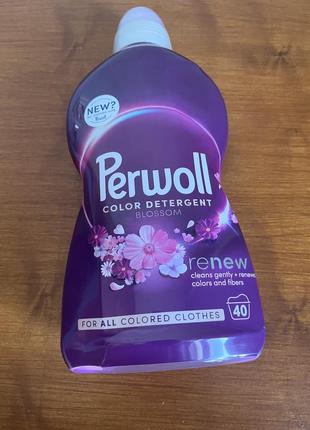 NEW?
Perwoll
COLOR DETERGENT
BLOSSOM
renew
cleans gently + renews
colors and fibers
40
FOR ALL COLORED CLOTHES